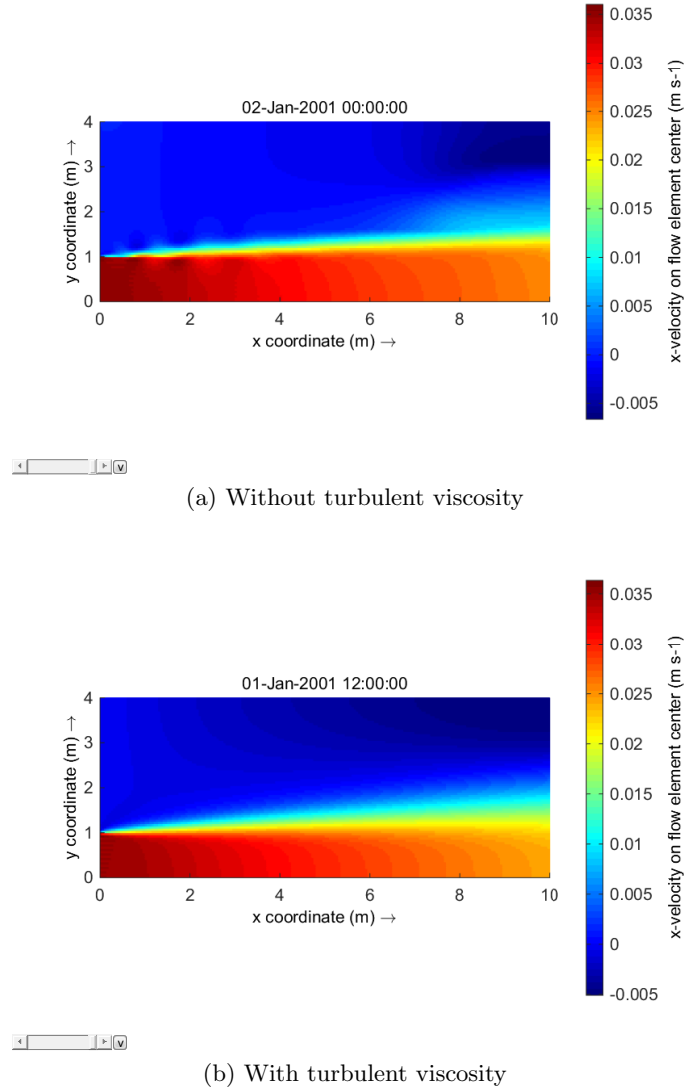 02-Jan-2001 00:00:00
4
3
2
1
0
y coordinate (m) →
0 2 4 6 8 10
x coordinate (m) →
0.035
0.03
0.025
0.02
0.015
0.01
0.005
0
-0.005
x-velocity on flow element center (m s-1)
v
(a) Without turbulent viscosity
01-Jan-2001 12:00:00
4
3
2
1
0
y coordinate (m) →
0 2 4 6 8 10
x coordinate (m) →
0.035
0.03
0.025
0.02
0.015
0.01
0.005
0
-0.005
x-velocity on flow element center (m s-1)
v
(b) With turbulent viscosity